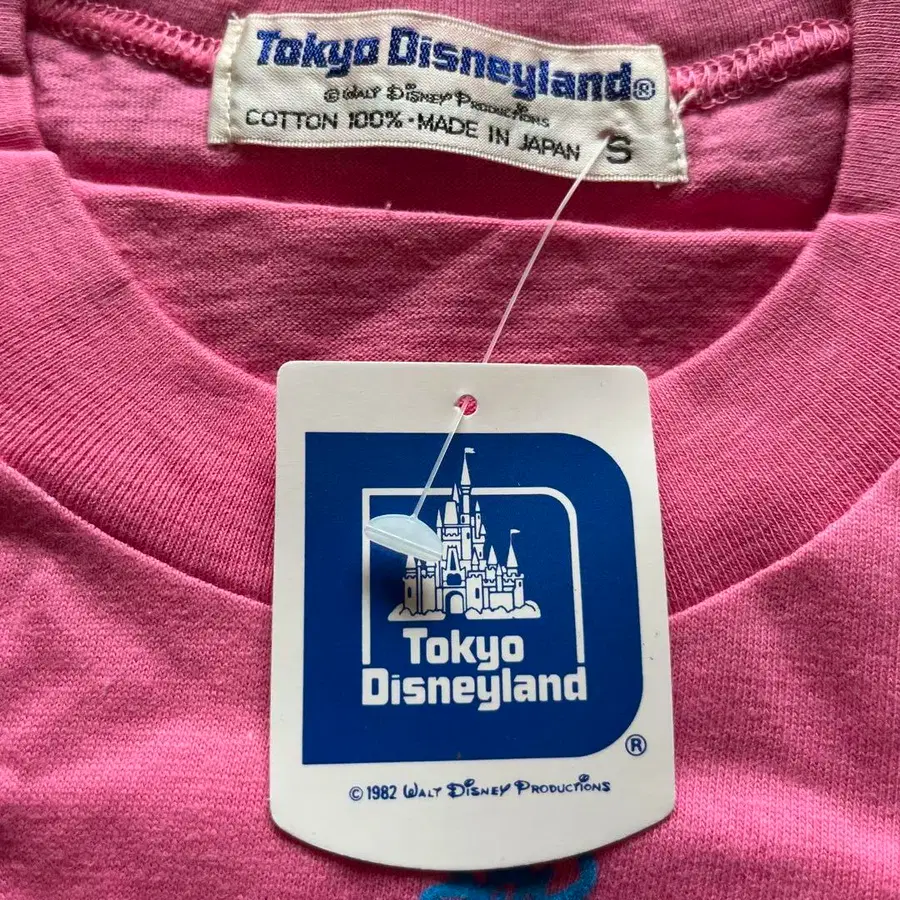 Tokyo Disneyland®
© Walt Disney Productions
COTTON 100% · MADE IN JAPAN S
Tokyo
Disneyland
®
© 1982 Walt Disney Productions